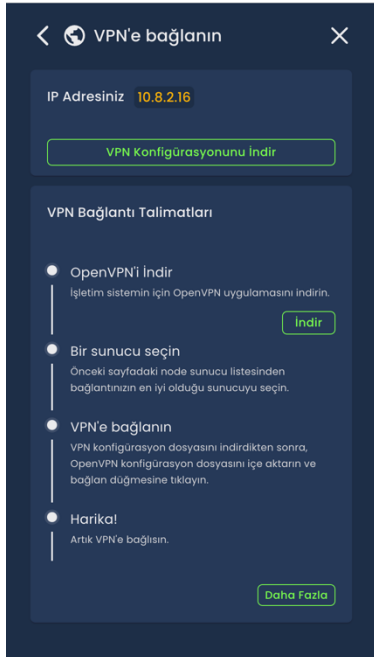 VPN'e bağlanın
IP Adresiniz 10.8.2.16
VPN Konfigürasyonunu İndir
VPN Bağlantı Talimatları
OpenVPN'i İndir
İşletim sistemin için OpenVPN uygulamasını indirin.
İndir
Bir sunucu seçin
Önceki sayfadaki node sunucu listesinden
bağlantınızın en iyi olduğu sunucuyu seçin.
VPN'e bağlanın
VPN konfigürasyon dosyasını indirdikten sonra,
OpenVPN konfigürasyon dosyasını içe aktarın ve
bağlan düğmesine tıklayın.
Harika!
Artık VPN'e bağlısın.
Daha Fazla